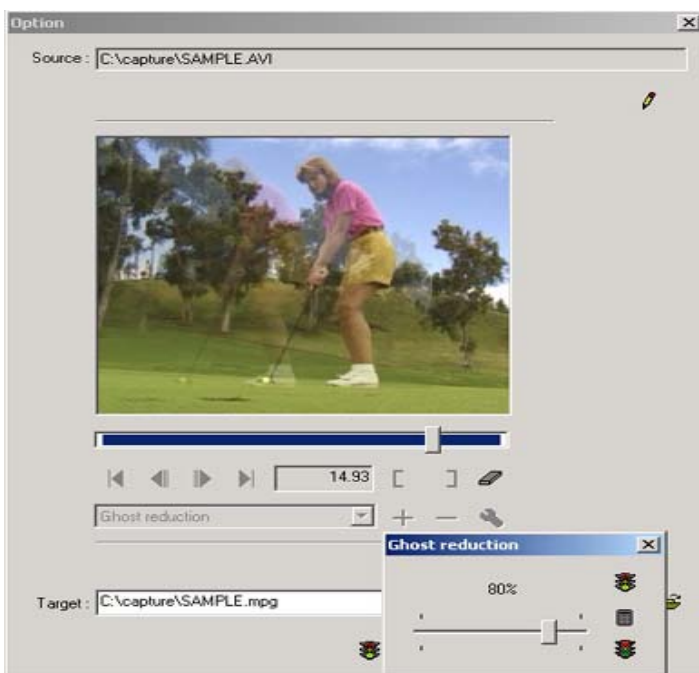 Option
Source : C:\capture\SAMPLE.AVI
14.93
Ghost reduction
Ghost reduction
80%
Target : C:\capture\SAMPLE.mpg